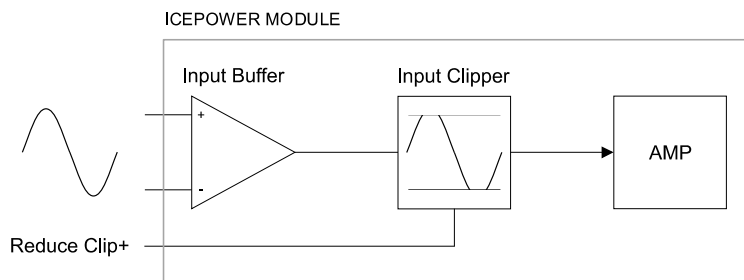 ICEPOWER MODULE
Input Buffer
Input Clipper
+
-
AMP
Reduce Clip+